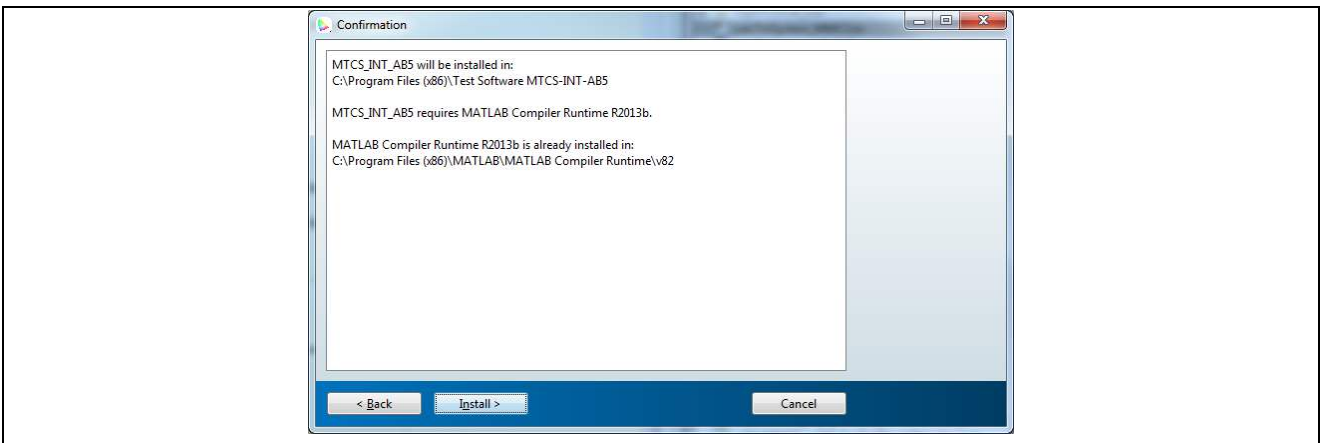 Confirmation
MTCS_INT_AB5 will be installed in:
C:\Program Files (x86)\Test Software MTCS-INT-AB5
MTCS_INT_AB5 requires MATLAB Compiler Runtime R2013b.
MATLAB Compiler Runtime R2013b is already installed in:
C:\Program Files (x86)\MATLAB\MATLAB Compiler Runtime\v82
< Back
Install >
Cancel